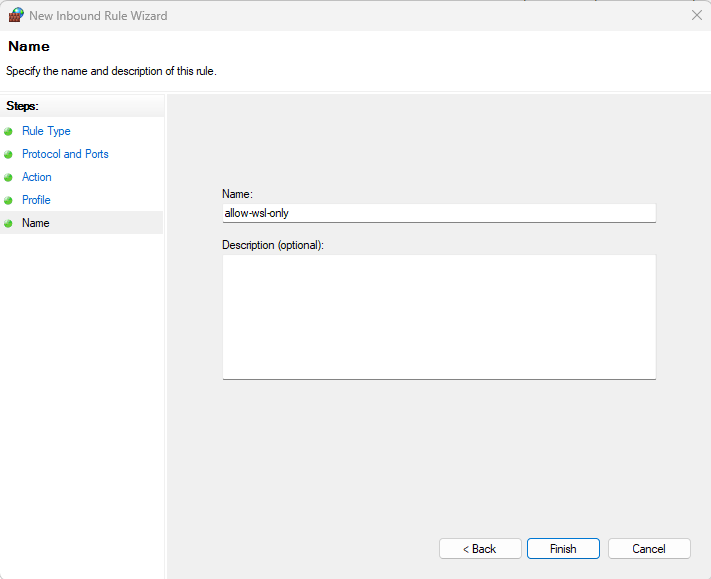 New Inbound Rule Wizard
Name
Specify the name and description of this rule.
Steps:
Rule Type
Protocol and Ports
Action
Profile
Name
Name:
allow-wsl-only
Description (optional):
< Back
Finish
Cancel